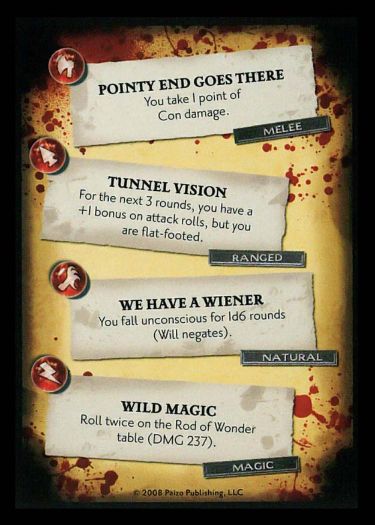 POINTY END GOES THERE
You take 1 point of
Con damage.
MELEE
TUNNEL VISION
For the next 3 rounds, you have a
+1 bonus on attack rolls, but you
are flat-footed.
RANGED
WE HAVE A WIENER
You fall unconscious for 1d6 rounds
(Will negates).
NATURAL
WILD MAGIC
Roll twice on the Rod of Wonder
table (DMG 237).
MAGIC
© 2008 Paizo Publishing, LLC